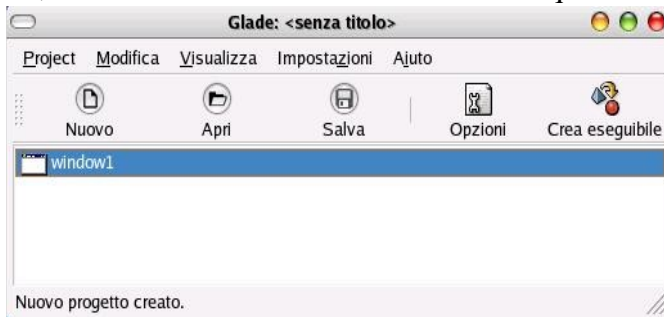 Glade: <senza titolo>
Project Modifica Visualizza Impostazioni Aiuto
Nuovo Apri Salva Opzioni Crea eseguibile
window1
Nuovo progetto creato.